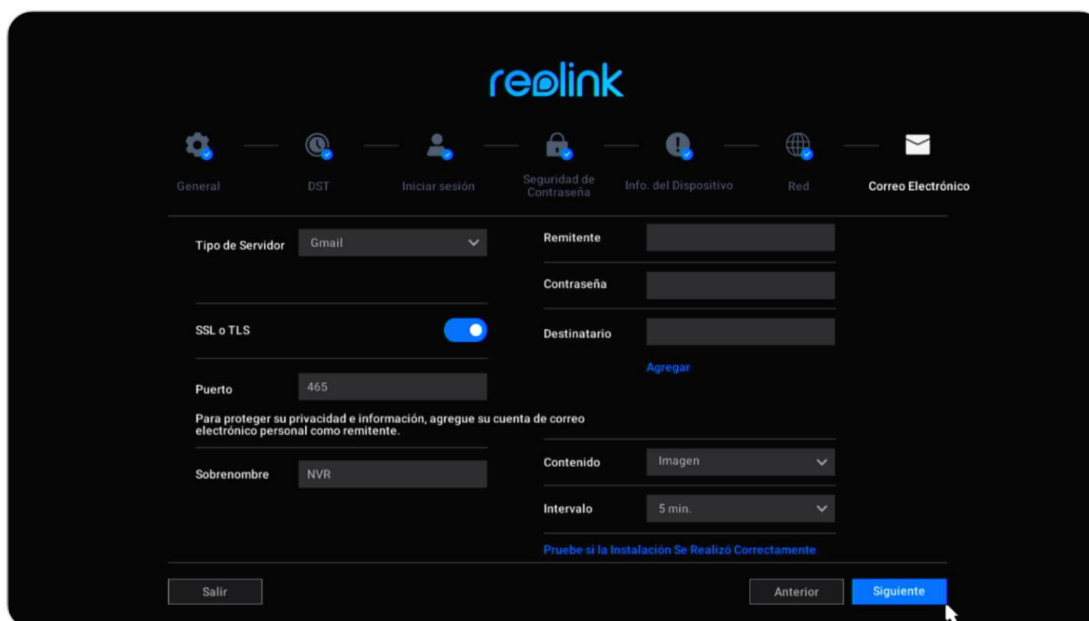 reolink
General
DST
Iniciar sesión
Seguridad de
Contraseña
Info. del Dispositivo
Red
Correo Electrónico
Tipo de Servidor
Gmail
SSL o TLS
Puerto
465
Para proteger su privacidad e información, agregue su cuenta de correo
electrónico personal como remitente.
Sobrenombre
NVR
Remitente
Contraseña
Destinatario
Agregar
Contenido
Imagen
Intervalo
5 min.
Pruebe si la Instalación Se Realizó Correctamente
Salir
Anterior
Siguiente